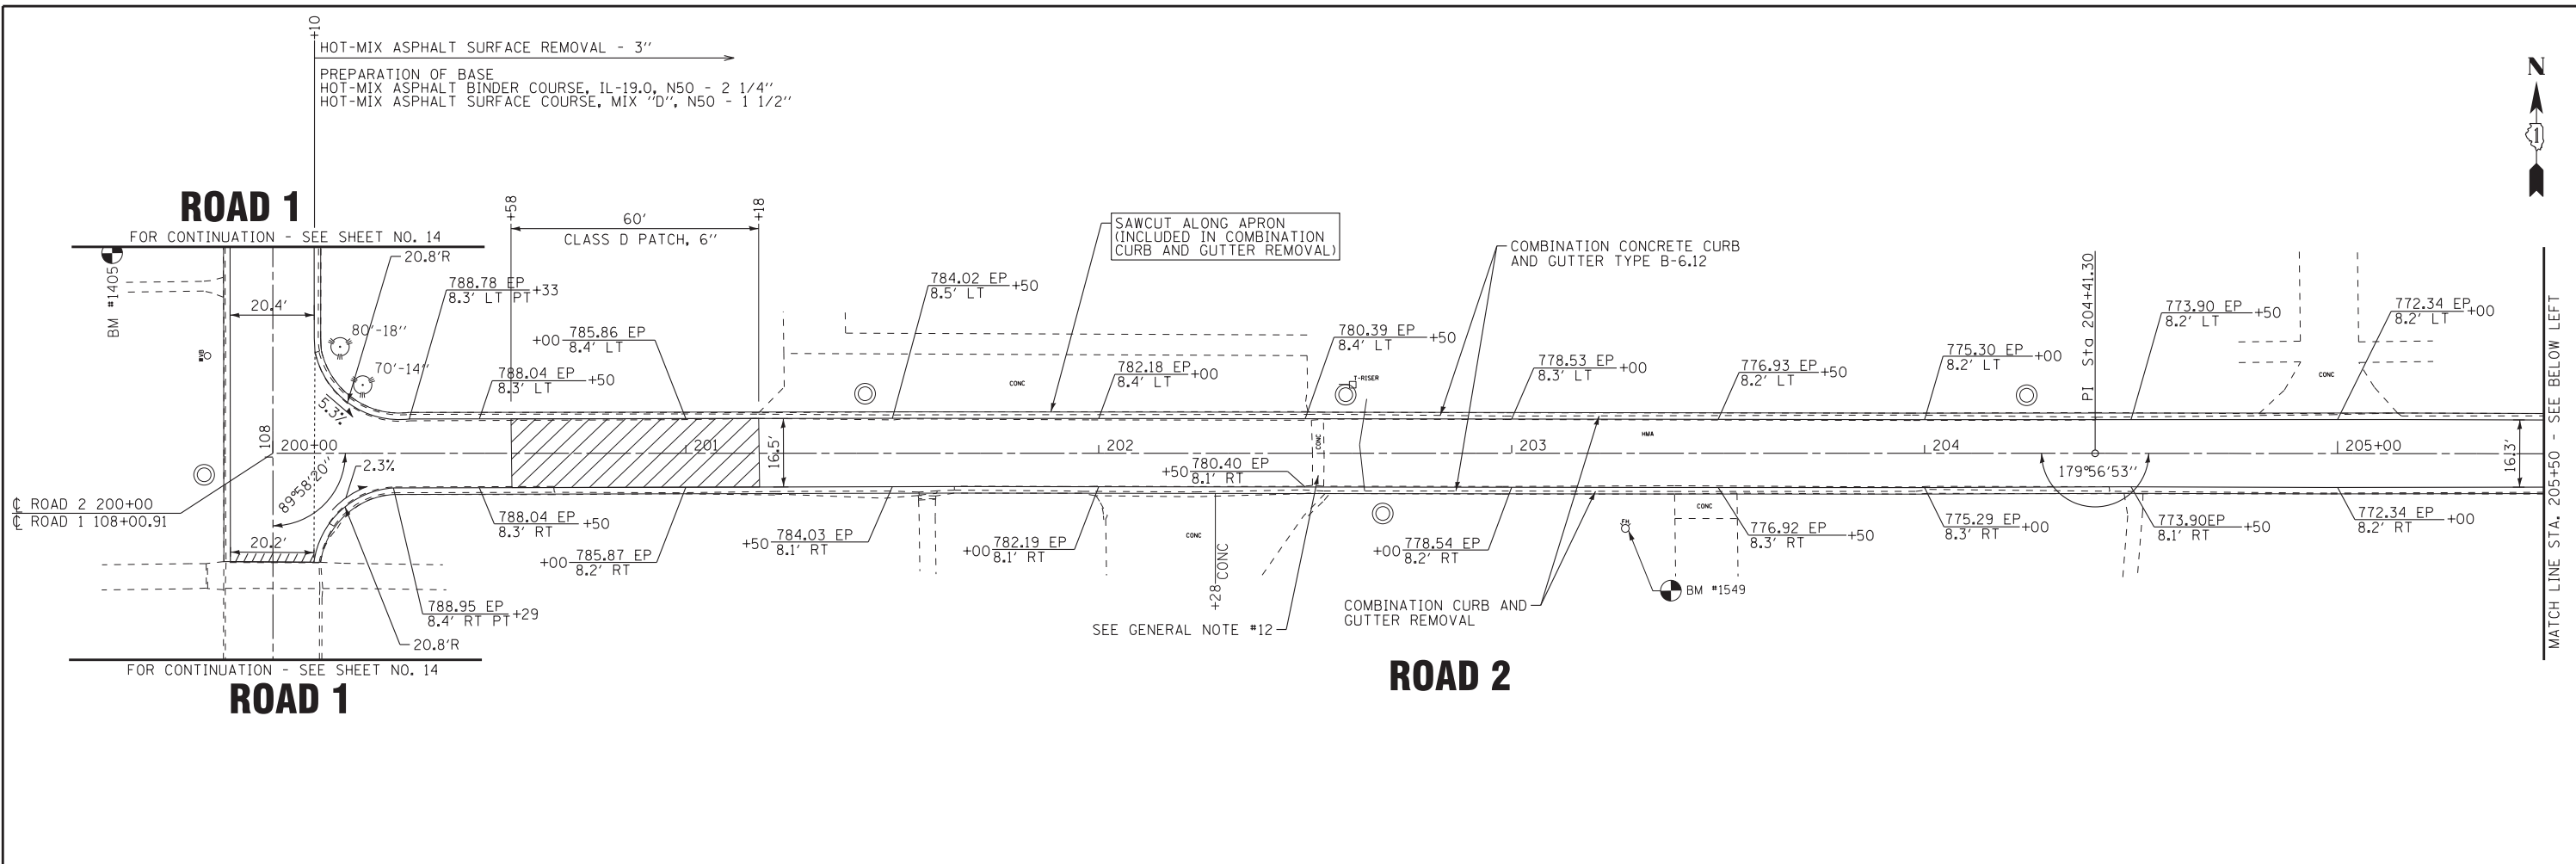 +10
HOT-MIX ASPHALT SURFACE REMOVAL - 3"
PREPARATION OF BASE
HOT-MIX ASPHALT BINDER COURSE, IL-19.0, N50 - 2 1/4"
HOT-MIX ASPHALT SURFACE COURSE, MIX "D", N50 - 1 1/2"
N
1
ROAD 1
FOR CONTINUATION - SEE SHEET NO. 14
BM #1405
20.4'
20.8'R
80'-18"
70'-14"
5.3%
788.78 EP +33
8.3' LT PT
788.04 EP +50
8.3' LT
+58
60'
CLASS D PATCH, 6"
+18
+00 785.86 EP
8.4' LT
784.02 EP +50
8.5' LT
SAWCUT ALONG APRON
(INCLUDED IN COMBINATION
CURB AND GUTTER REMOVAL)
CONC
782.18 EP +00
8.4' LT
780.39 EP +50
8.4' LT
T-RISER
COMBINATION CONCRETE CURB
AND GUTTER TYPE B-6.12
778.53 EP +00
8.3' LT
776.93 EP +50
8.2' LT
775.30 EP +00
8.2' LT
PI Sta 204+41.30
773.90 EP +50
8.2' LT
CONC
772.34 EP +00
8.2' LT
108
200+00
201
16.5'
202
CONC
203
HMA
204
179°56'53"
205+00
16.3'
MATCH LINE STA. 205+50 - SEE BELOW LEFT
89°58'20"
2.3%
℄ ROAD 2 200+00
℄ ROAD 1 108+00.91
20.2'
788.95 EP +29
8.4' RT PT
20.8'R
788.04 EP +50
8.3' RT
+00 785.87 EP
8.2' RT
+50 784.03 EP
8.1' RT
+00 782.19 EP
8.1' RT
+50 780.40 EP
8.1' RT
CONC
+28 CONC
SEE GENERAL NOTE #12
+00 778.54 EP
8.2' RT
COMBINATION CURB AND
GUTTER REMOVAL
FH
BM #1549
CONC
776.92 EP +50
8.3' RT
775.29 EP +00
8.3' RT
773.90EP +50
8.1' RT
772.34 EP +00
8.2' RT
FOR CONTINUATION - SEE SHEET NO. 14
ROAD 1
ROAD 2